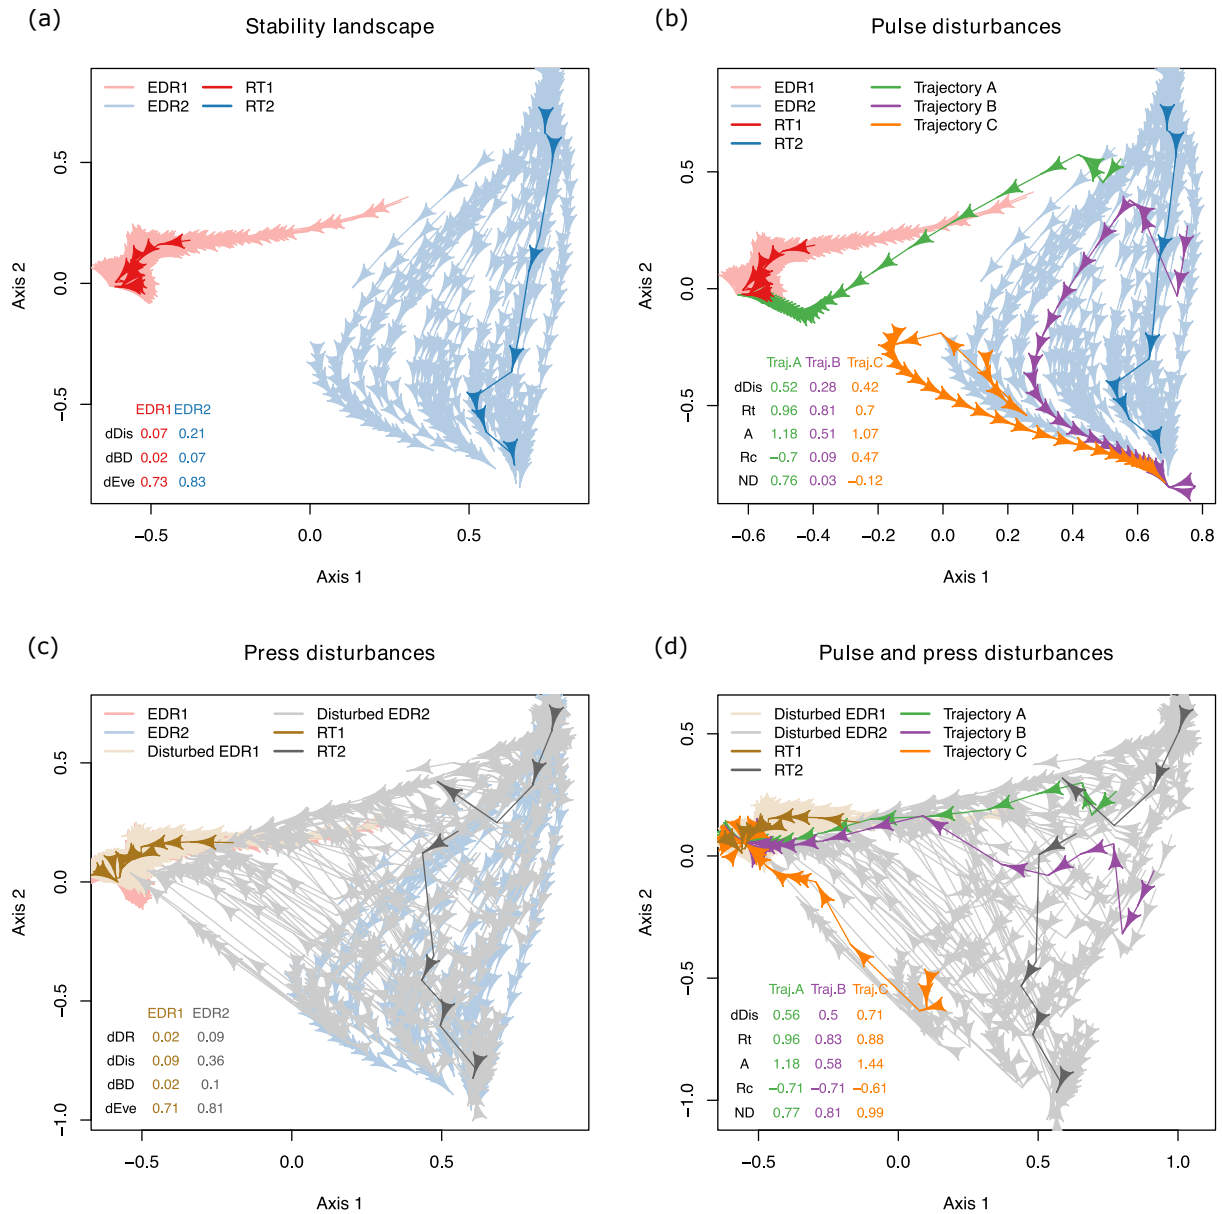 (a)
Stability landscape
EDR1 RT1
EDR2 RT2
Axis 2
0.5
0.0
−0.5
EDR1 EDR2
dDis 0.07 0.21
dBD 0.02 0.07
dEve 0.73 0.83
−0.5 0.0 0.5
Axis 1
(b)
Pulse disturbances
EDR1 Trajectory A
EDR2 Trajectory B
RT1 Trajectory C
RT2
Axis 2
0.5
0.0
−0.5
Traj.A Traj.B Traj.C
dDis 0.52 0.28 0.42
Rt 0.96 0.81 0.7
A 1.18 0.51 1.07
Rc −0.7 0.09 0.47
ND 0.76 0.03 −0.12
−0.6 −0.4 −0.2 0.0 0.2 0.4 0.6 0.8
Axis 1
(c)
Press disturbances
EDR1 Disturbed EDR2
EDR2 RT1
Disturbed EDR1 RT2
Axis 2
0.5
0.0
−0.5
−1.0
EDR1 EDR2
dDR 0.02 0.09
dDis 0.09 0.36
dBD 0.02 0.1
dEve 0.71 0.81
−0.5 0.0 0.5
Axis 1
(d)
Pulse and press disturbances
Disturbed EDR1 Trajectory A
Disturbed EDR2 Trajectory B
RT1 Trajectory C
RT2
Axis 2
0.5
0.0
−0.5
−1.0
Traj.A Traj.B Traj.C
dDis 0.56 0.5 0.71
Rt 0.96 0.83 0.88
A 1.18 0.58 1.44
Rc −0.71 −0.71 −0.61
ND 0.77 0.81 0.99
−0.5 0.0 0.5 1.0
Axis 1